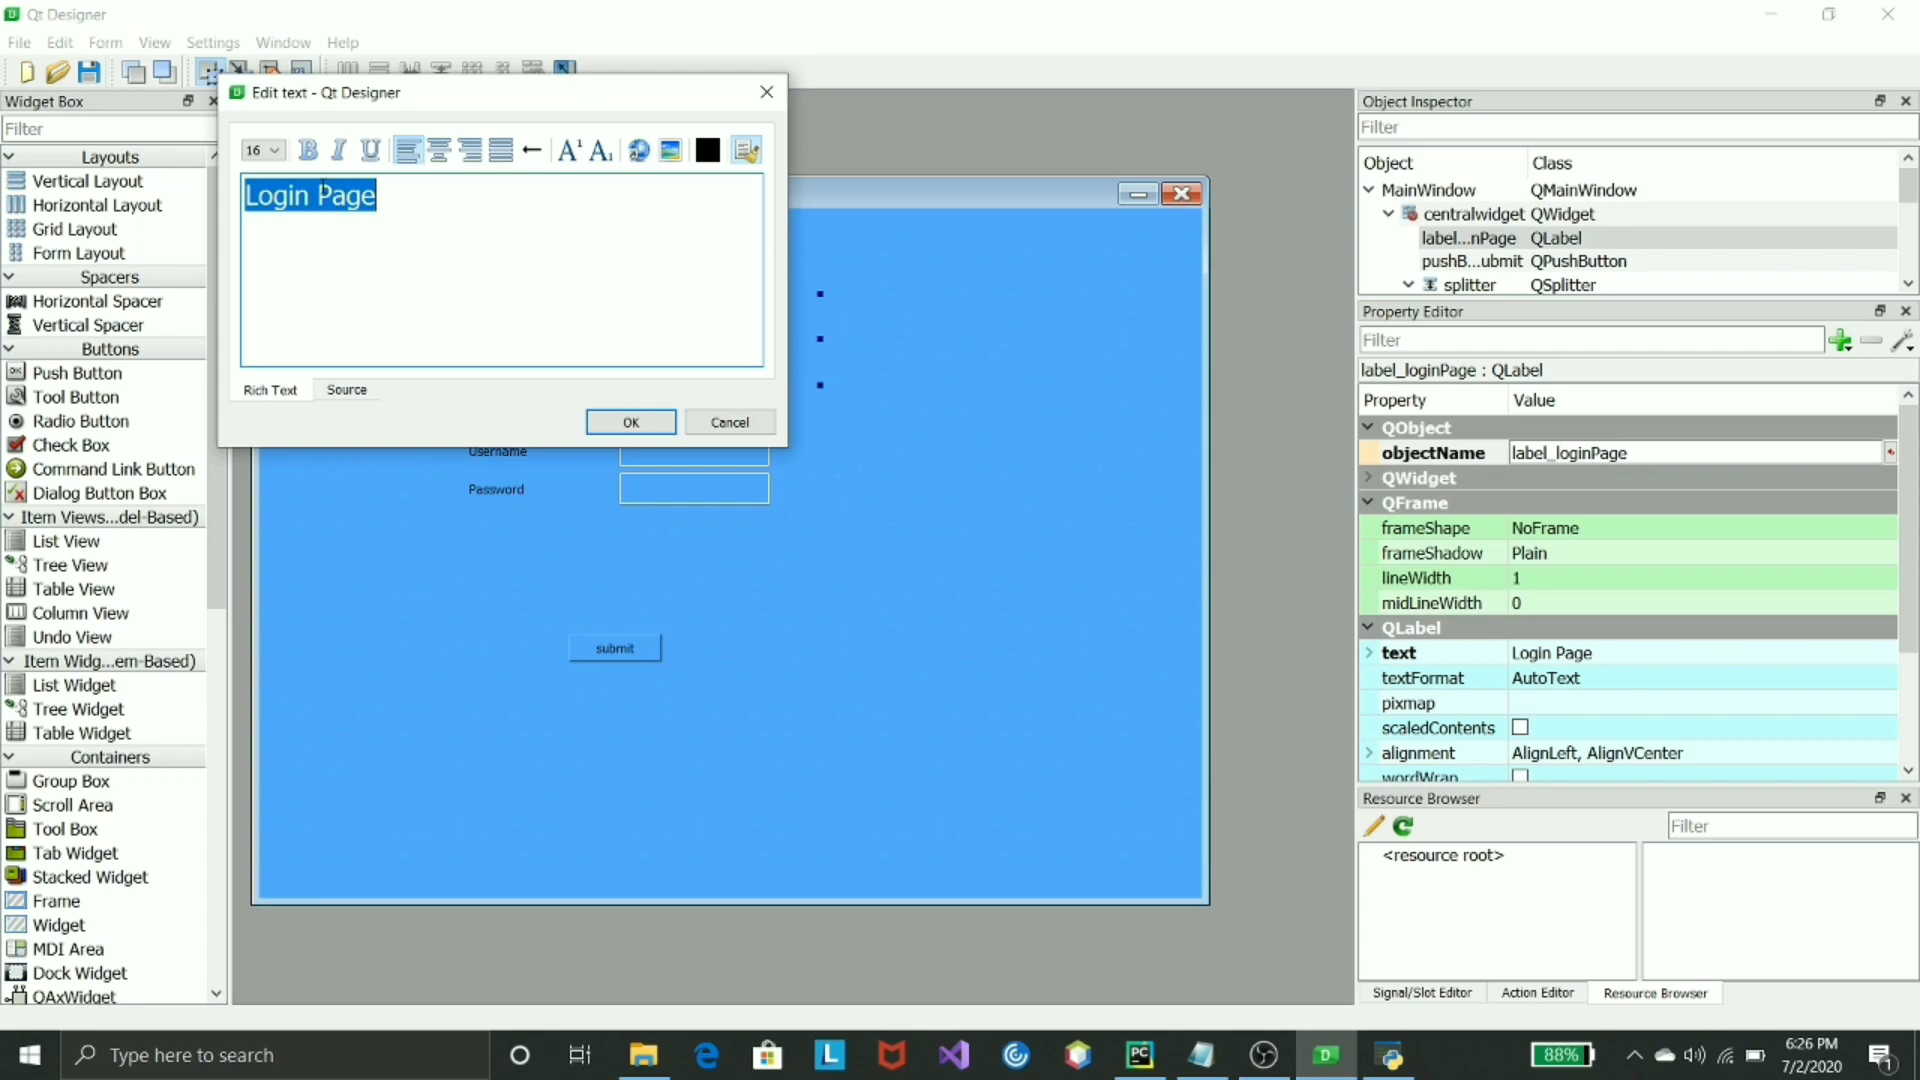 Qt Designer
File Edit Form View Settings Window Help
Widget Box
Filter
Layouts
Vertical Layout
Horizontal Layout
Grid Layout
Form Layout
Spacers
Horizontal Spacer
Vertical Spacer
Buttons
Push Button
Tool Button
Radio Button
Check Box
Command Link Button
Dialog Button Box
Item Views...del-Based)
List View
Tree View
Table View
Column View
Undo View
Item Widg...em-Based)
List Widget
Tree Widget
Table Widget
Containers
Group Box
Scroll Area
Tool Box
Tab Widget
Stacked Widget
Frame
Widget
MDI Area
Dock Widget
QAxWidget
Edit text - Qt Designer
16
Login Page
Rich Text Source
OK Cancel
Username
Password
submit
Object Inspector
Filter
Object Class
MainWindow QMainWindow
centralwidget QWidget
label...nPage QLabel
pushB...ubmit QPushButton
splitter QSplitter
Property Editor
Filter
label_loginPage : QLabel
Property Value
QObject
objectName label_loginPage
QWidget
QFrame
frameShape NoFrame
frameShadow Plain
lineWidth 1
midLineWidth 0
QLabel
text Login Page
textFormat AutoText
pixmap
scaledContents
alignment AlignLeft, AlignVCenter
wordWrap
Resource Browser
Filter
<resource root>
Signal/Slot Editor Action Editor Resource Browser
Type here to search
88%
6:26 PM
7/2/2020